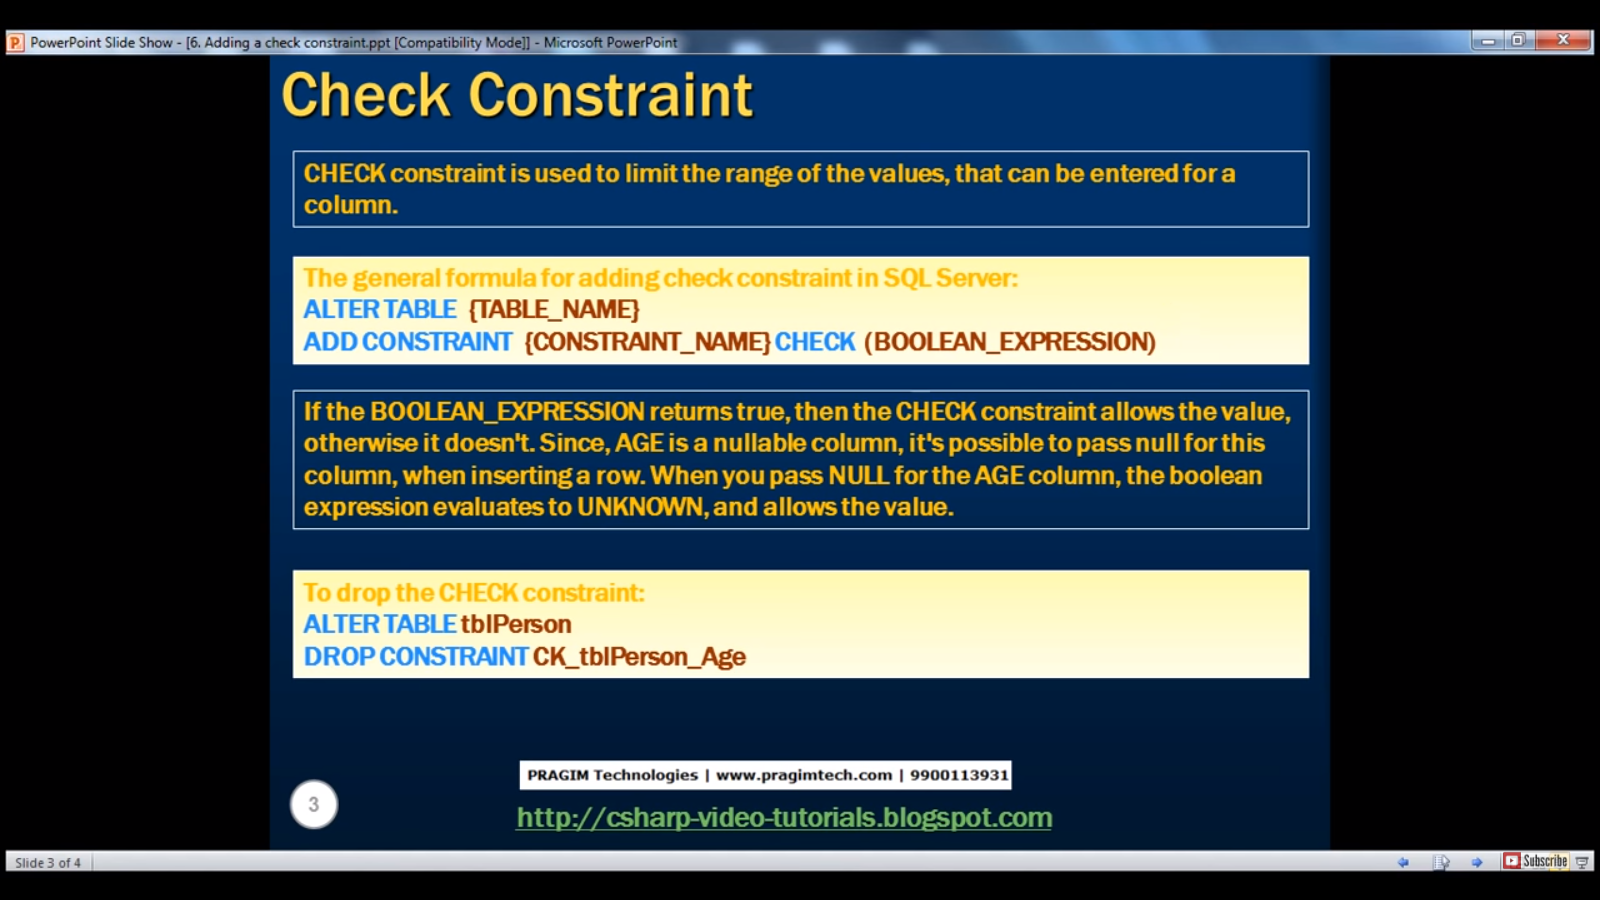 PowerPoint Slide Show - [6. Adding a check constraint.ppt [Compatibility Mode]] - Microsoft PowerPoint
Check Constraint
CHECK constraint is used to limit the range of the values, that can be entered for a
column.
The general formula for adding check constraint in SQL Server:
ALTER TABLE {TABLE_NAME}
ADD CONSTRAINT {CONSTRAINT_NAME} CHECK (BOOLEAN_EXPRESSION)
If the BOOLEAN_EXPRESSION returns true, then the CHECK constraint allows the value,
otherwise it doesn't. Since, AGE is a nullable column, it's possible to pass null for this
column, when inserting a row. When you pass NULL for the AGE column, the boolean
expression evaluates to UNKNOWN, and allows the value.
To drop the CHECK constraint:
ALTER TABLE tblPerson
DROP CONSTRAINT CK_tblPerson_Age
PRAGIM Technologies | www.pragimtech.com | 9900113931
3
http://csharp-video-tutorials.blogspot.com
Slide 3 of 4
Subscribe